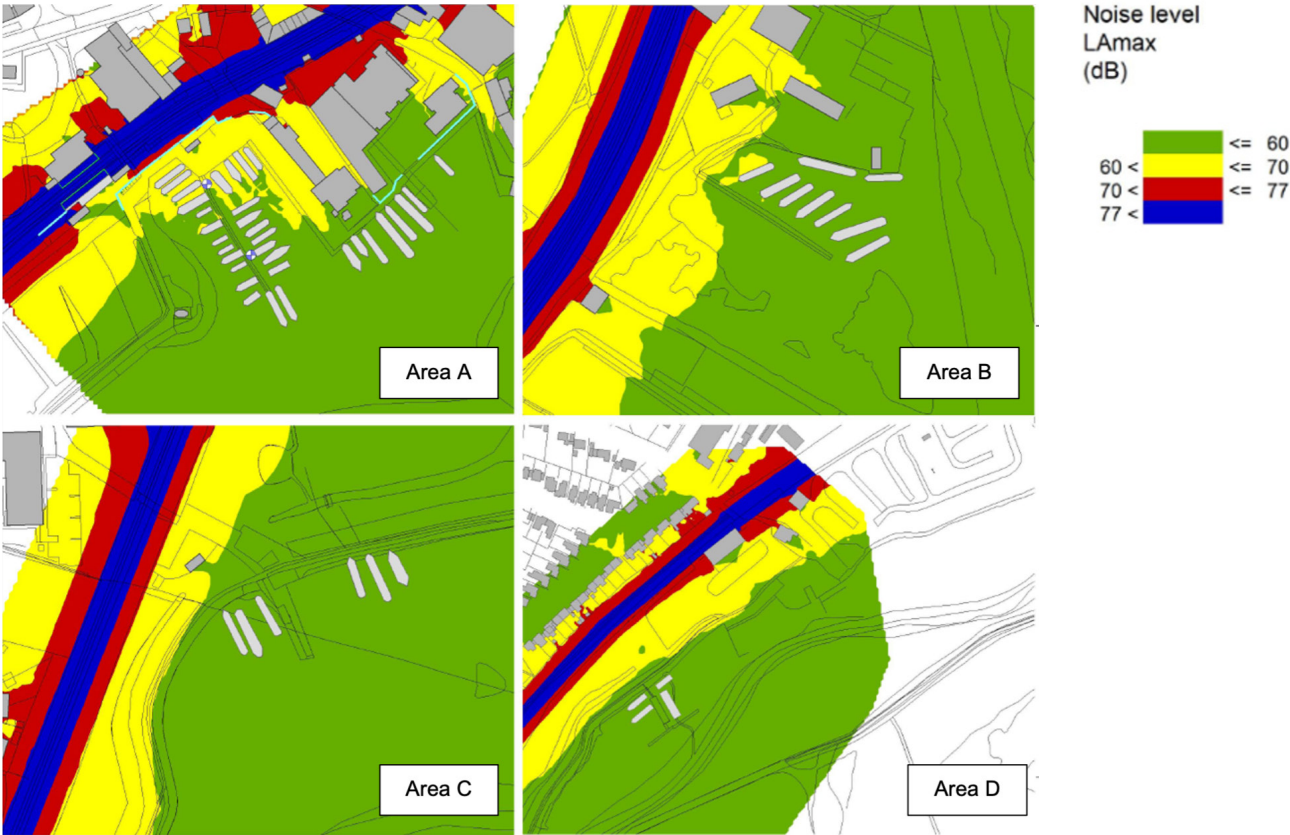 Noise level
LAmax
(dB)
<= 60
60 < <= 70
70 < <= 77
77 <
Area A
Area B
Area C
Area D